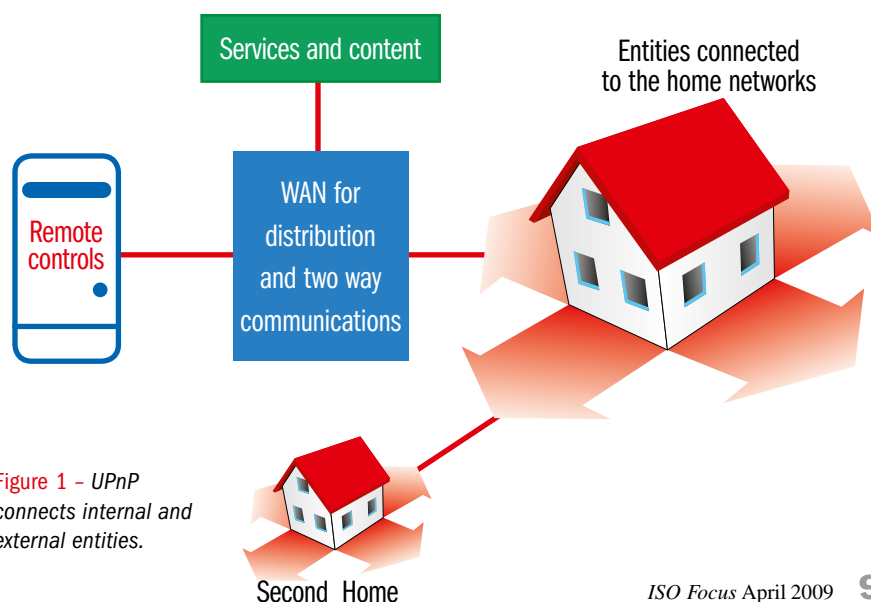 Services and content
Entities connected
to the home networks
Remote
controls
WAN for
distribution
and two way
communications
Figure 1 – UPnP
connects internal and
external entities.
Second Home
ISO Focus April 2009